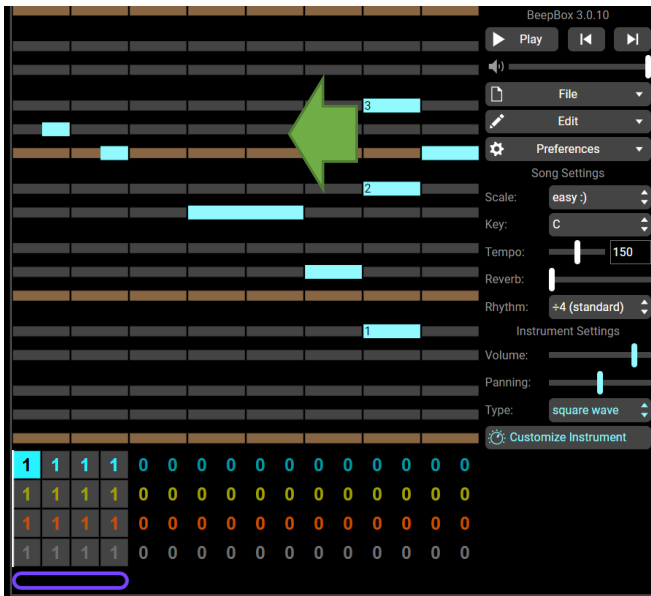 BeepBox 3.0.10
Play
File
3
Edit
Preferences
Song Settings
2
Scale: easy :)
Key: C
Tempo: 150
Reverb:
Rhythm: ÷4 (standard)
1
Instrument Settings
Volume:
Panning:
Type: square wave
Customize Instrument
1 1 1 1 0 0 0 0 0 0 0 0 0 0 0 0
1 1 1 1 0 0 0 0 0 0 0 0 0 0 0 0
1 1 1 1 0 0 0 0 0 0 0 0 0 0 0 0
1 1 1 1 0 0 0 0 0 0 0 0 0 0 0 0